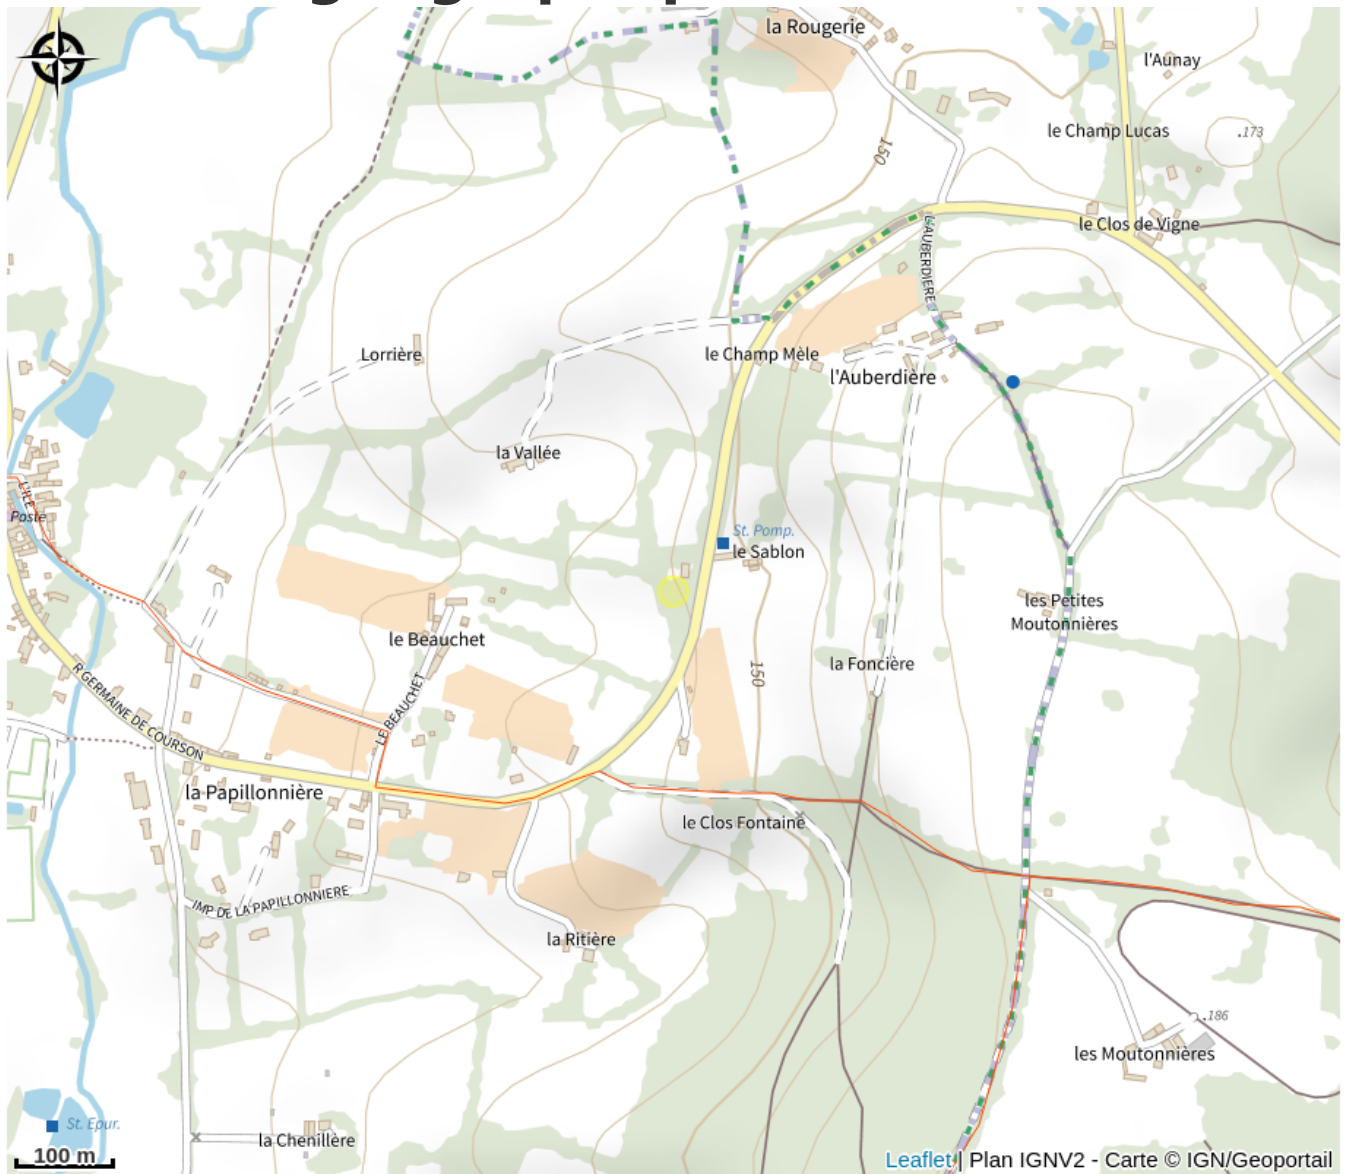 la Rougerie
l'Aunay
le Champ Lucas
.173
150
le Clos de Vigne
L'AUBERDIERE
Lorrière
le Champ Mèle
l'Auberdière
la Vallée
L'ILE
Poste
St. Pomp.
le Sablon
les Petites
Moutonnières
le Beauchet
la Foncière
150
R GERMAINE DE COURSON
LE BEAUCHET
la Papillonnière
le Clos Fontaine
IMP DE LA PAPILLONNIERE
la Ritière
.186
les Moutonnières
St. Epur.
la Chenillère
100 m
Leaflet | Plan IGNV2 - Carte © IGN/Geoportail